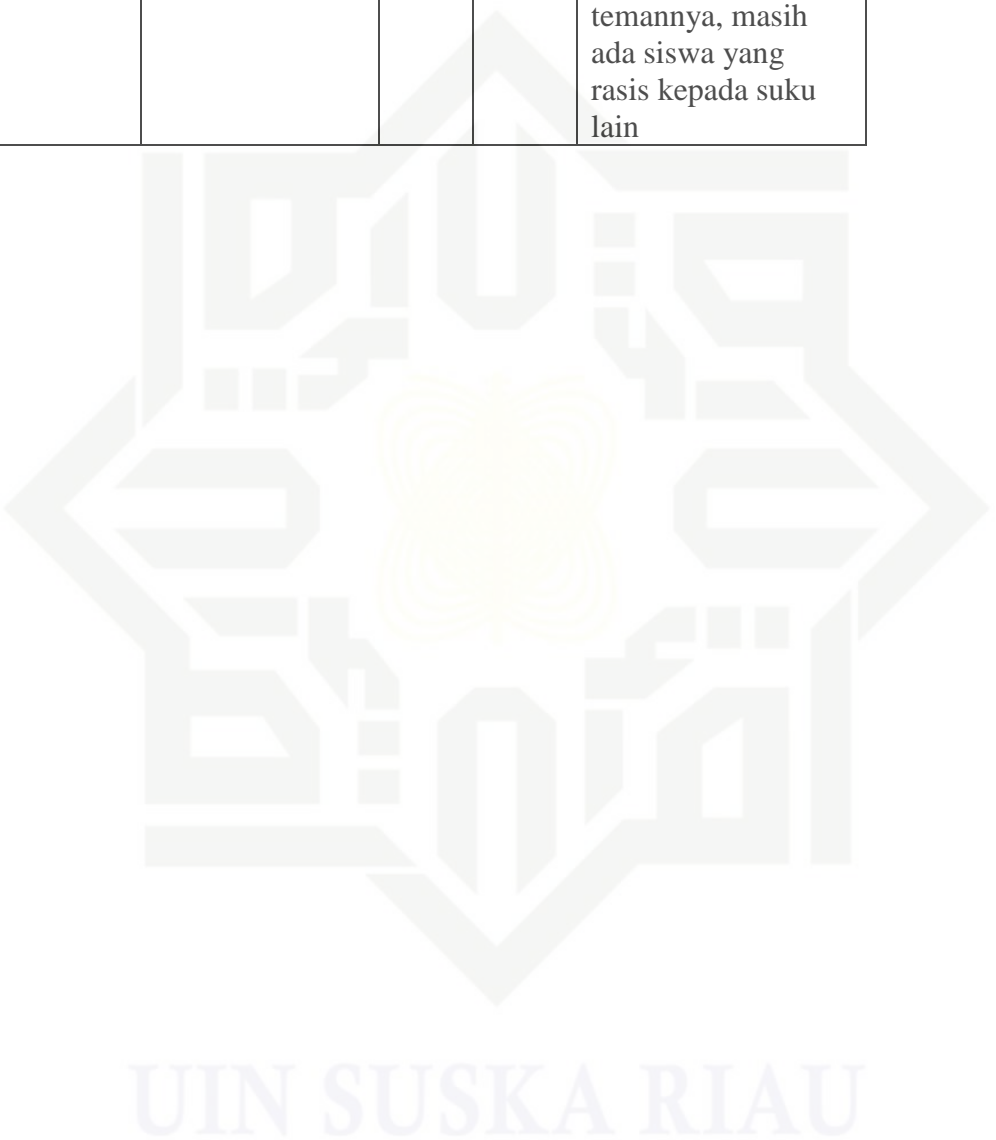 temannya, masih
ada siswa yang
rasis kepada suku
lain
UIN SUSKA RIAU